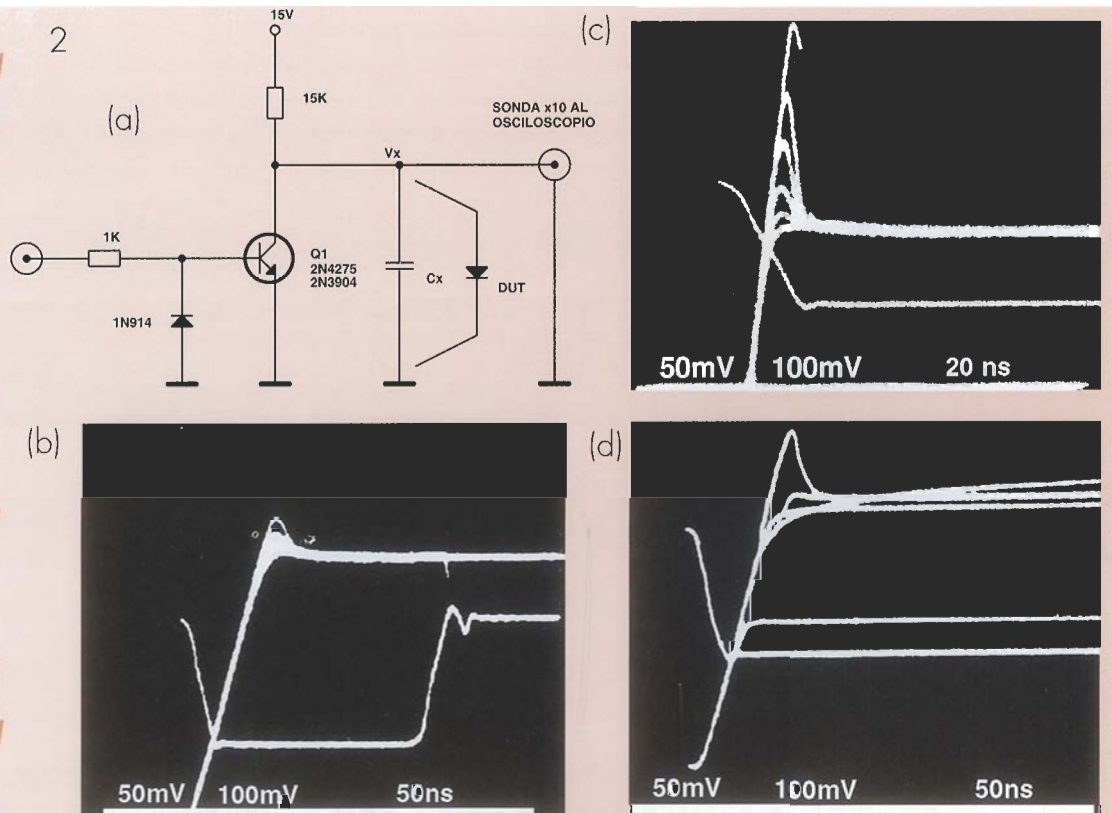 2
(a)
15V
15K
SONDA x10 AL
OSCILOSCOPIO
Vx
1K
Q1
2N4275
2N3904
Cx
DUT
1N914
(b)
50mV 100mV 50ns
(c)
50mV 100mV 20 ns
(d)
50mV 100mV 50ns